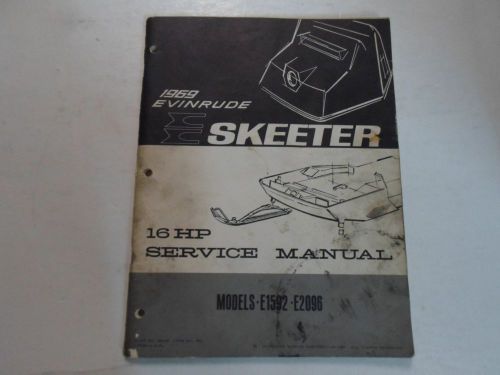 1969
EVINRUDE
SKEETER
16 HP
SERVICE MANUAL
MODELS·E1592·E2096